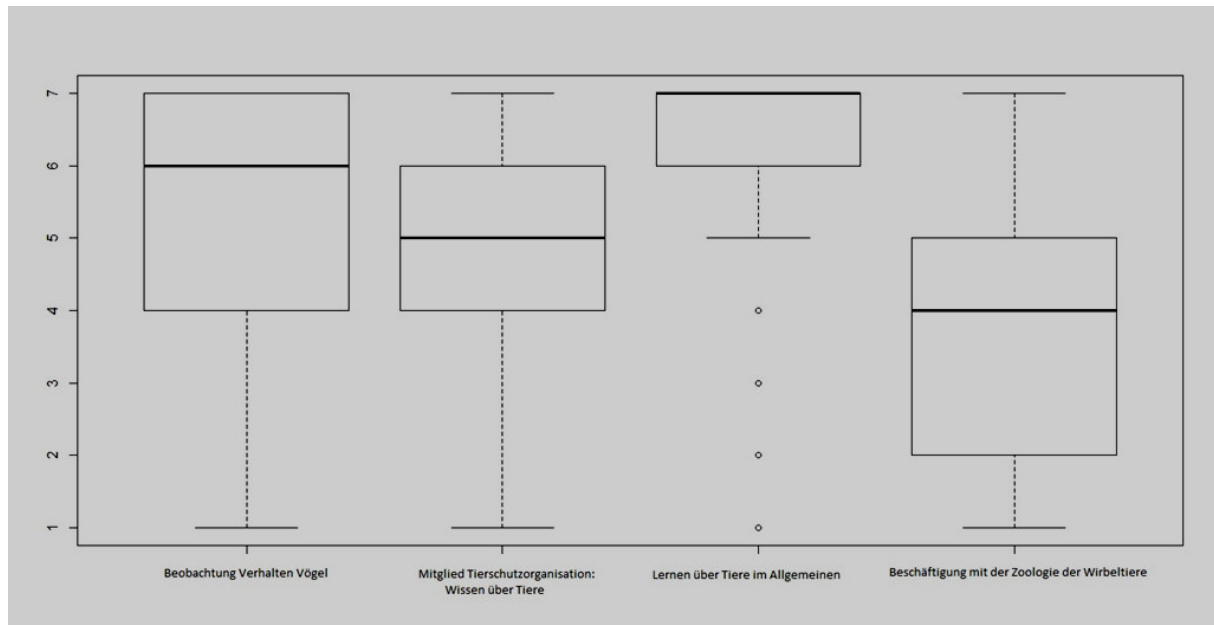 7
6
5
4
3
2
1
Beobachtung Verhalten Vögel
Mitglied Tierschutzorganisation:
Wissen über Tiere
Lernen über Tiere im Allgemeinen
Beschäftigung mit der Zoologie der Wirbeltiere